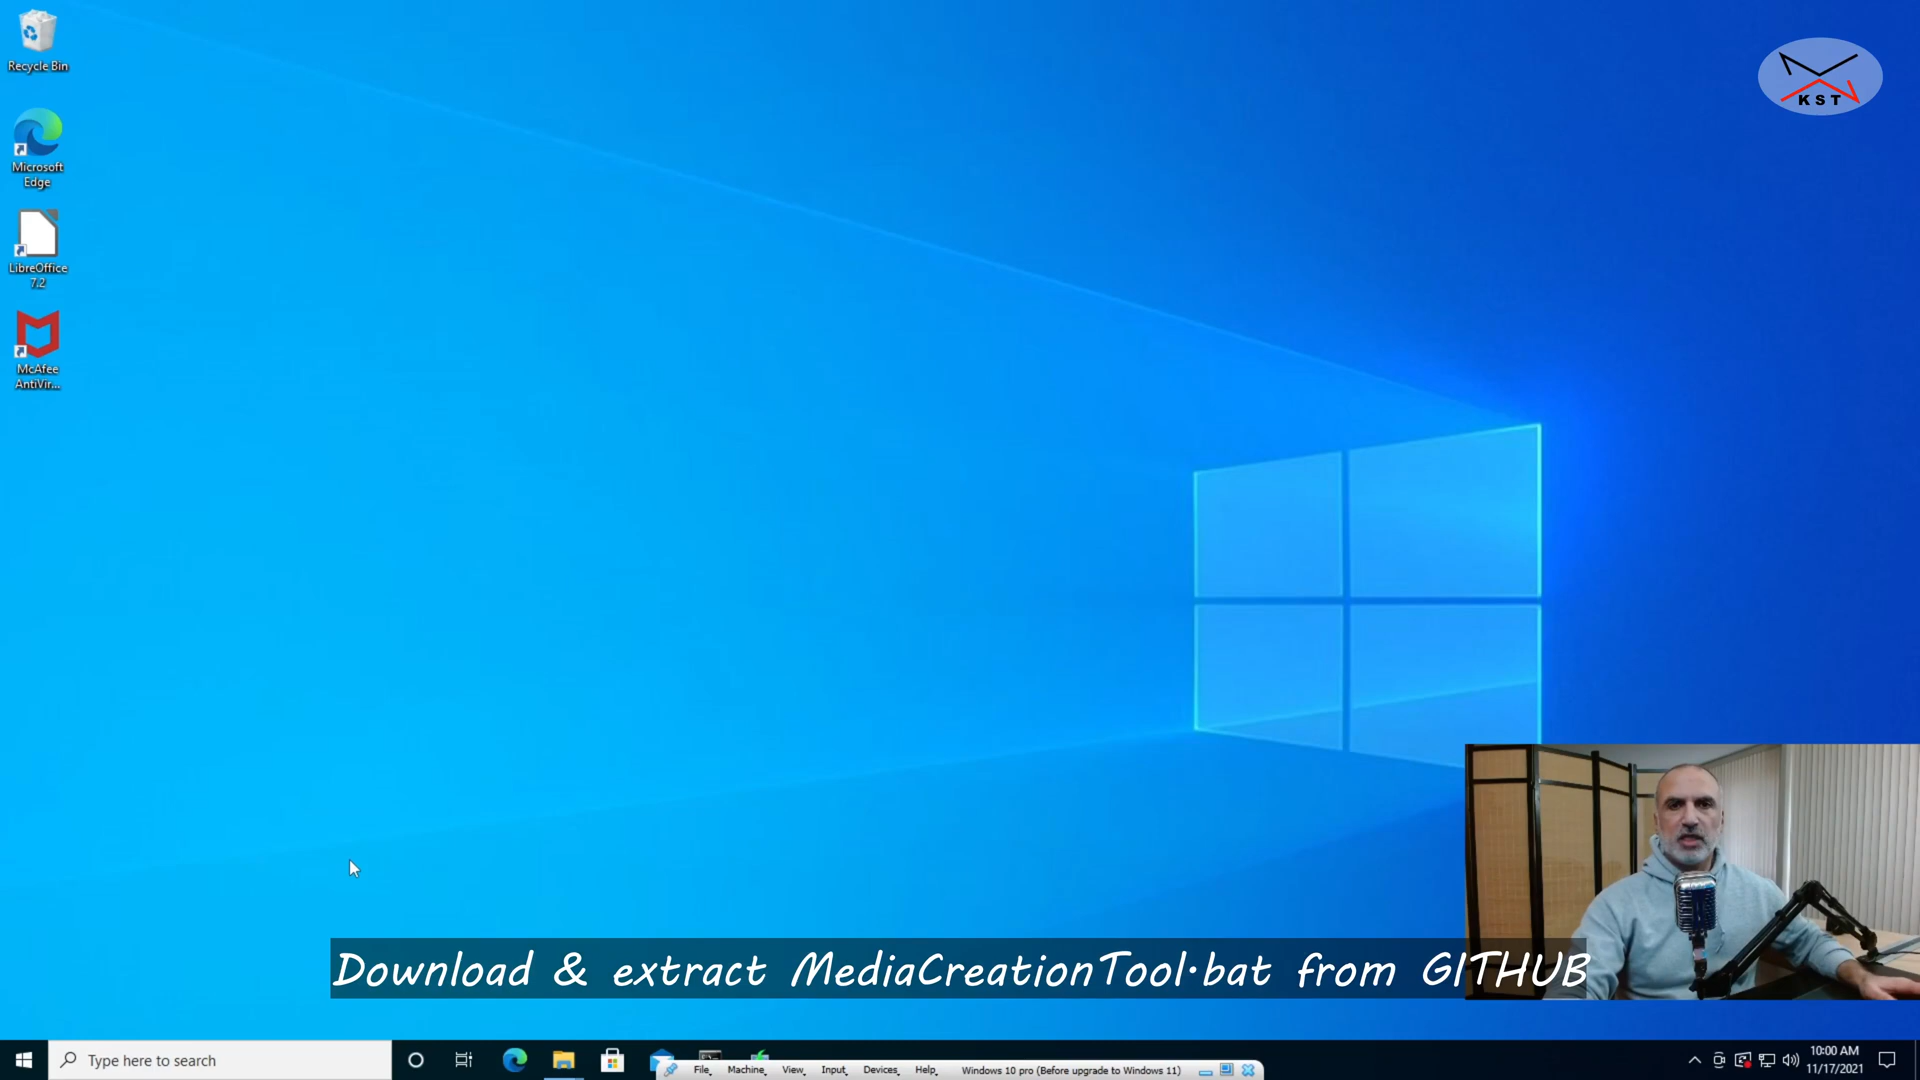 Recycle Bin
KST
Microsoft
Edge
LibreOffice
7.2
McAfee
AntiVir...
Download & extract MediaCreationTool.bat from GITHUB
Type here to search
File
Machine
View
Input
Devices
Help
Windows 10 pro (Before upgrade to Windows 11)
10:00 AM
11/17/2021